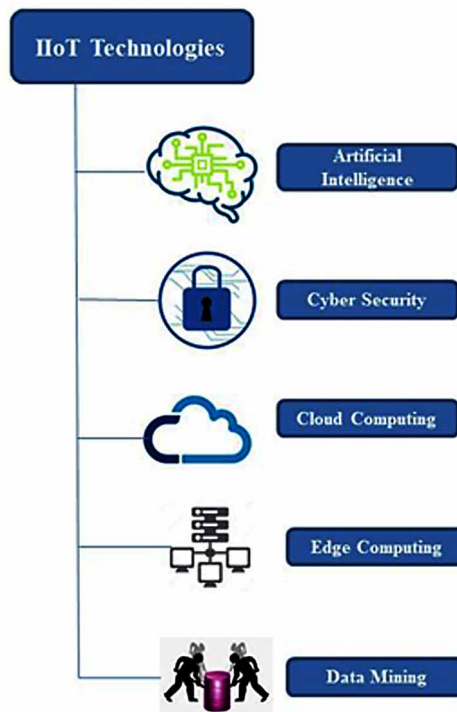 IIoT Technologies
Artificial
Intelligence
Cyber Security
Cloud Computing
Edge Computing
Data Mining